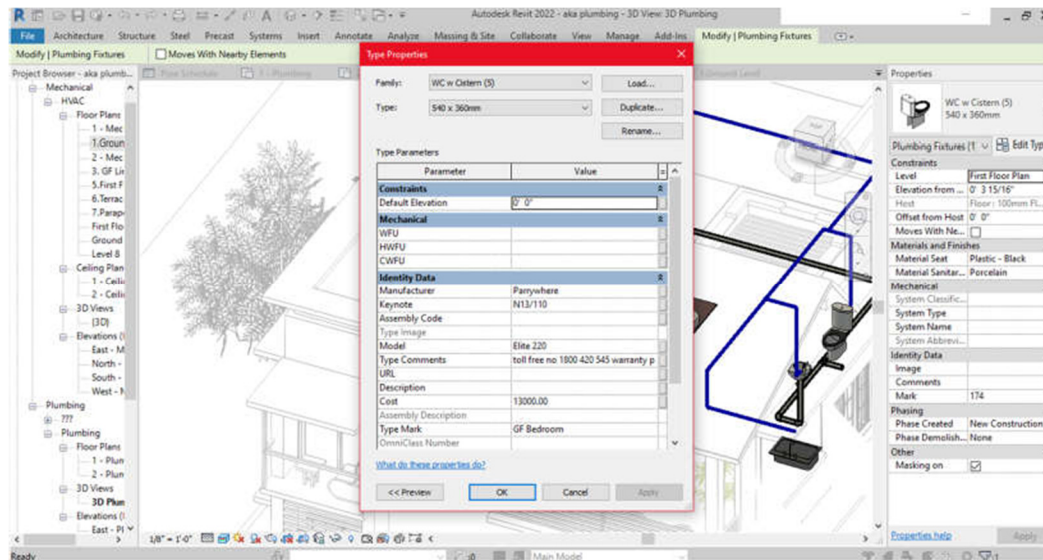 Autodesk Revit 2022 - aka plumbing - 3D View: 3D Plumbing
File Architecture Structure Steel Precast Systems Insert Annotate Analyze Massing & Site Collaborate View Manage Add-Ins Modify | Plumbing Fixtures
Modify | Plumbing Fixtures Moves With Nearby Elements
Project Browser - aka plumb...
Mechanical
HVAC
Floor Plans
1 - Mec
1.Groun
2 - Mec
3. GF Lin
5.First F
6.Terrac
7.Parap
First Flo
Ground
Level 8
Ceiling Plan
1 - Ceilin
2 - Ceilin
3D Views
{3D}
Elevations (
East - M
North -
South -
West - M
Plumbing
???
Plumbing
Floor Plans
1 - Plun
2 - Plun
3D Views
3D Plun
Elevations (
East - Pl
Type Properties
Family: WC w Cistern (5) Load...
Type: 540 x 360mm Duplicate...
Rename...
Type Parameters
Parameter Value =
Constraints
Default Elevation 0' 0"
Mechanical
WFU
HWFU
CWFU
Identity Data
Manufacturer Parrywhere
Keynote N13/110
Assembly Code
Type Image
Model Elite 220
Type Comments toll free no 1800 420 545 warranty p
URL
Description
Cost 13000.00
Assembly Description
Type Mark GF Bedroom
OmniClass Number
What do these properties do?
<< Preview OK Cancel Apply
Properties
WC w Cistern (5)
540 x 360mm
Plumbing Fixtures (1 Edit Typ
Constraints
Level First Floor Plan
Elevation from ... 0' 3 15/16"
Host Floor : 100mm Fl...
Offset from Host 0' 0"
Moves With Ne...
Materials and Finishes
Material Seat Plastic - Black
Material Sanitar... Porcelain
Mechanical
System Classific...
System Type
System Name
System Abbrevi...
Identity Data
Image
Comments
Mark 174
Phasing
Phase Created New Construction
Phase Demolish... None
Other
Masking on
Properties help Apply
1/8" = 1'-0"
Ready Main Model